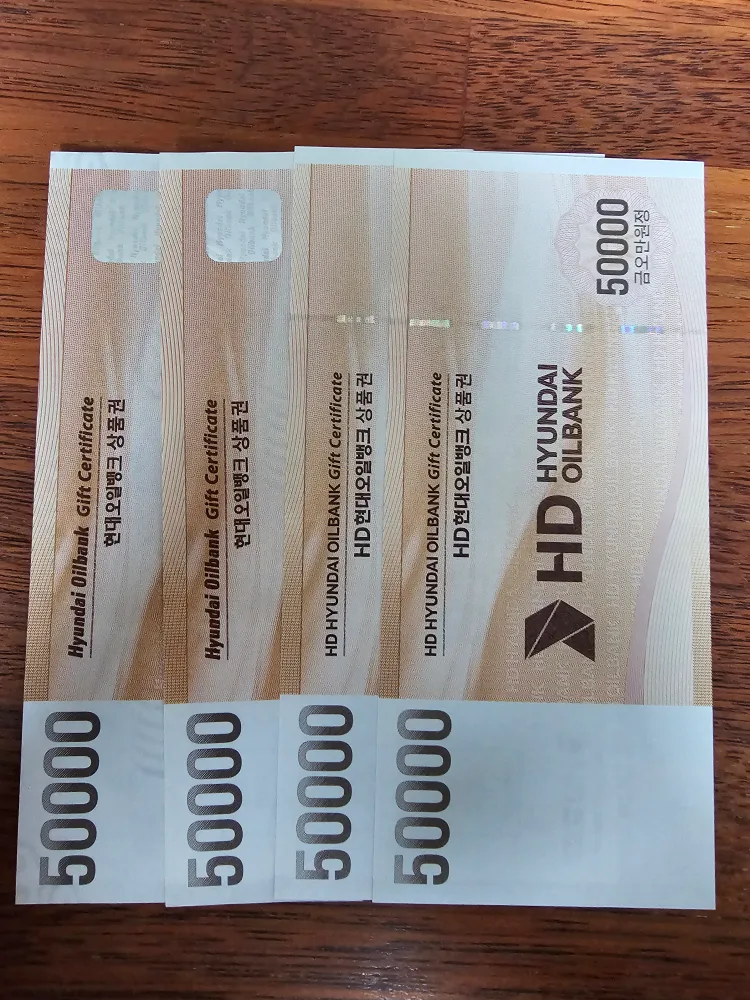 Hyundai Oilbank Gift Certificate
현대오일뱅크 상품권
50000
Hyundai Oilbank Gift Certificate
현대오일뱅크 상품권
50000
HD HYUNDAI OILBANK Gift Certificate
HD현대오일뱅크 상품권
50000
HD HYUNDAI OILBANK Gift Certificate
HD현대오일뱅크 상품권
50000
HD HYUNDAI
OILBANK
50000
금오만원정